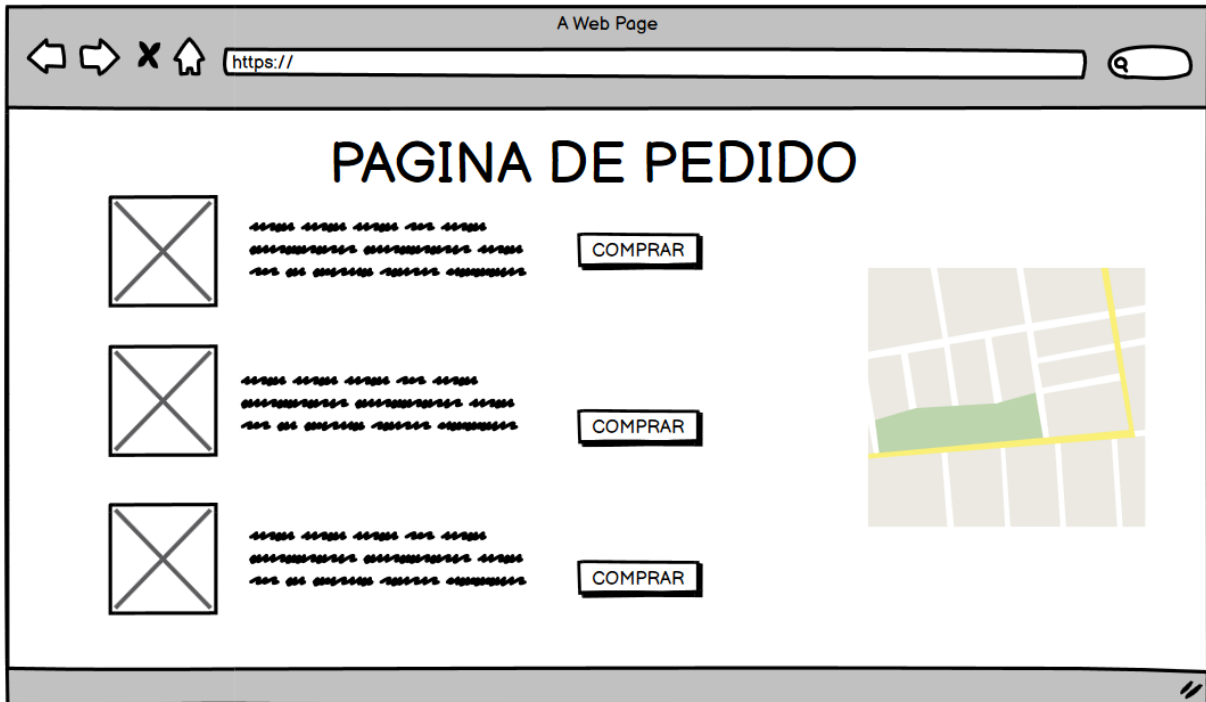 A Web Page
https://
PAGINA DE PEDIDO
COMPRAR
COMPRAR
COMPRAR